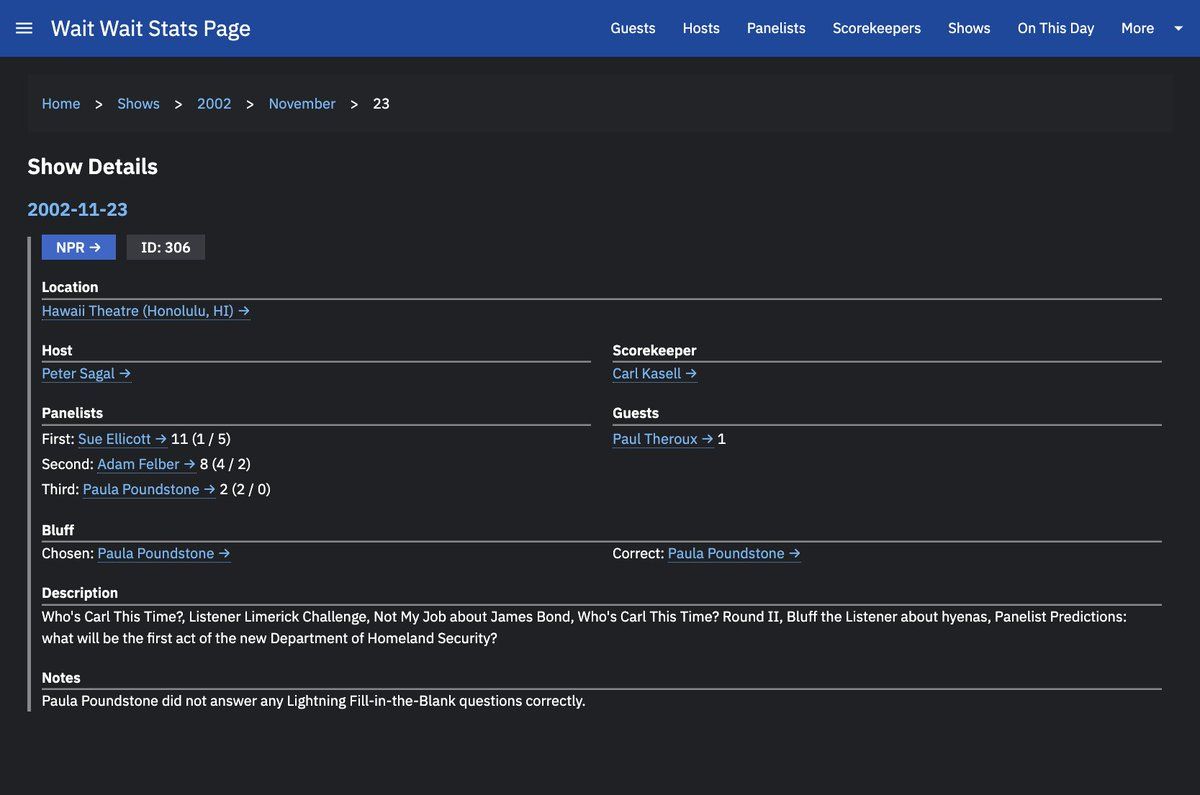 Wait Wait Stats Page
Guests Hosts Panelists Scorekeepers Shows On This Day More
Home > Shows > 2002 > November > 23
Show Details
2002-11-23
NPR → ID: 306
Location
Hawaii Theatre (Honolulu, HI) →
Host
Peter Sagal →
Scorekeeper
Carl Kasell →
Panelists
First: Sue Ellicott → 11 (1 / 5)
Second: Adam Felber → 8 (4 / 2)
Third: Paula Poundstone → 2 (2 / 0)
Guests
Paul Theroux → 1
Bluff
Chosen: Paula Poundstone →
Correct: Paula Poundstone →
Description
Who's Carl This Time?, Listener Limerick Challenge, Not My Job about James Bond, Who's Carl This Time? Round II, Bluff the Listener about hyenas, Panelist Predictions:
what will be the first act of the new Department of Homeland Security?
Notes
Paula Poundstone did not answer any Lightning Fill-in-the-Blank questions correctly.